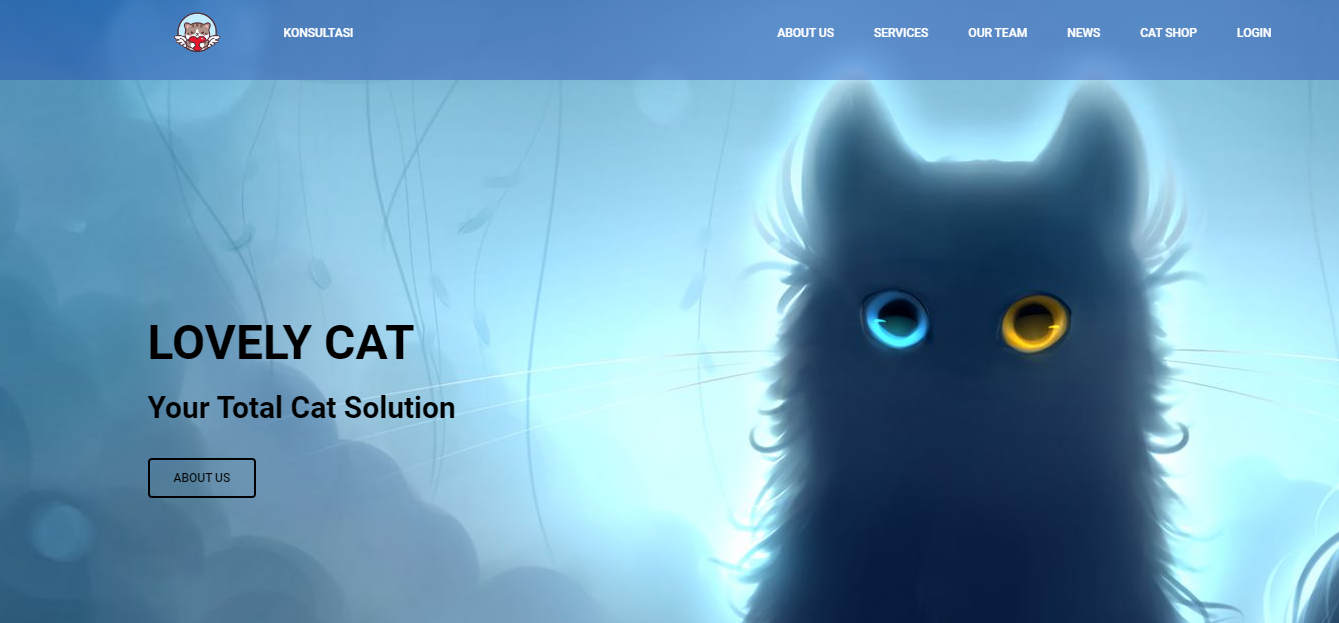 KONSULTASI ABOUT US SERVICES OUR TEAM NEWS CAT SHOP LOGIN
LOVELY CAT
Your Total Cat Solution
ABOUT US